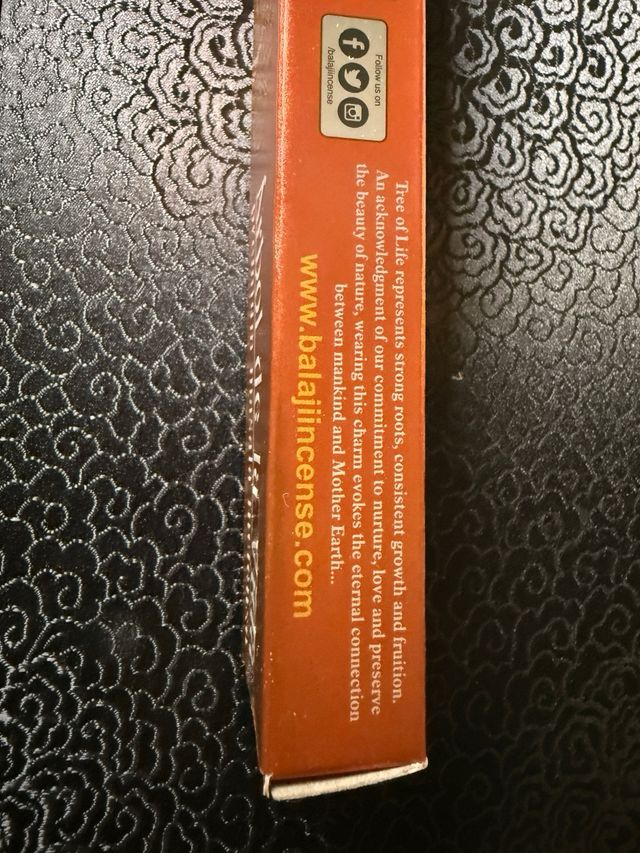 Follow us on
/balajiincense
Tree of Life represents strong roots, consistent growth and fruition.
An acknowledgment of our commitment to nurture, love and preserve
the beauty of nature, wearing this charm evokes the eternal connection
between mankind and Mother Earth...
www.balajiincense.com